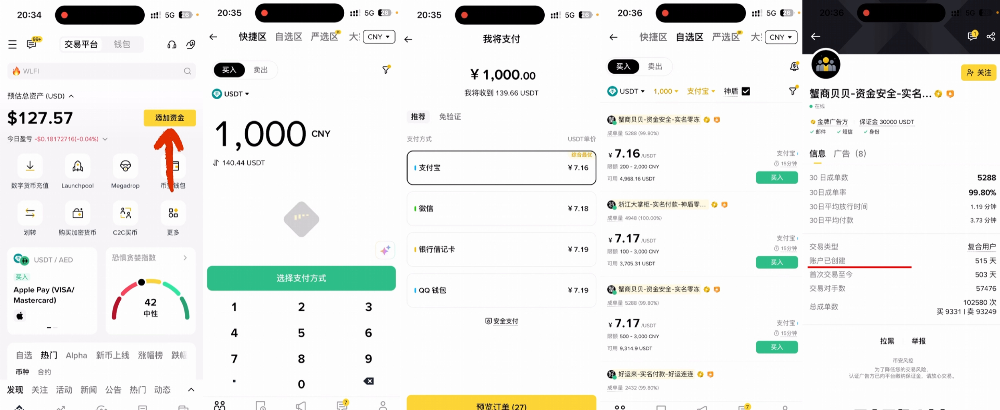 20:34
5G 26
99+
交易平台 钱包
WLFI
预估总资产 (USD)
$127.57
添加资金
今日盈亏 -$0.18172716(-0.04%)
数字货币充值 Launchpool Megadrop 币安钱包
划转 购买加密货币 C2C买币 更多
USDT / AED
买入
Apple Pay (VISA/
Mastercard)
恐惧贪婪指数
42
中性
自选 热门 Alpha 新币上线 涨幅榜 跌幅
币种 合约
发现 关注 活动 新闻 公告 热门 动态
20:35
5G 26
快捷区 自选区 严选区 新 大 CNY
买入 卖出
USDT
1,000 CNY
140.44 USDT
选择支付方式
1 2 3
4 5 6
7 8 9
. 0
7
20:35
5G 26
我将支付
¥ 1,000.00
我将收到 139.66 USDT
推荐 免验证
支付方式 USDT单价
综合最优
支付宝 ¥ 7.16
微信 ¥ 7.18
银行借记卡 ¥ 7.19
QQ 钱包 ¥ 7.19
安全支付
预览订单 (27)
20:36
5G 26
快捷区 自选区 严选区 新 大 CNY
买入 卖出
USDT 1,000 支付宝 神盾
蟹 蟹商贝贝-资金安全-实名零冻
成单量 5288 (99.80%)
¥ 7.16 /USDT 支付宝
限额 200 - 2,000 CNY 15分钟
可用 4,968.16 USDT 买入
浙 浙江大掌柜-实名付款-神盾零...
成单量 4948 (100.00%)
¥ 7.17 /USDT 支付宝
限额 100 - 3,000 CNY 15分钟
可用 3,705.31 USDT 买入
蟹 蟹商贝贝-资金安全-实名零冻
成单量 5288 (99.80%)
¥ 7.17 /USDT 支付宝
限额 500 - 3,000 CNY 15分钟
可用 9,314.9 USDT 买入
好 好运来-实名付款-好运连连
成单量 2432 (99.80%)
7
20:36
5G
1
关注
蟹商贝贝-资金安全-实名...
在线
金牌广告方 保证金 30000 USDT
邮件 短信 身份
信息 广告（8）
30 日成单数 5288
30日成单率 99.80%
30日平均放行时间 1.19 分钟
30日平均付款 3.73 分钟
交易类型 复合用户
账户已创建 515 天
首次交易至今 503 天
交易对手数 57476
总成单数 102580 次
买 9331 | 卖 93249
拉黑 举报
币安风控
为了降低您的交易风险，
认证广告方已向平台缴纳保证金，请放心交易。